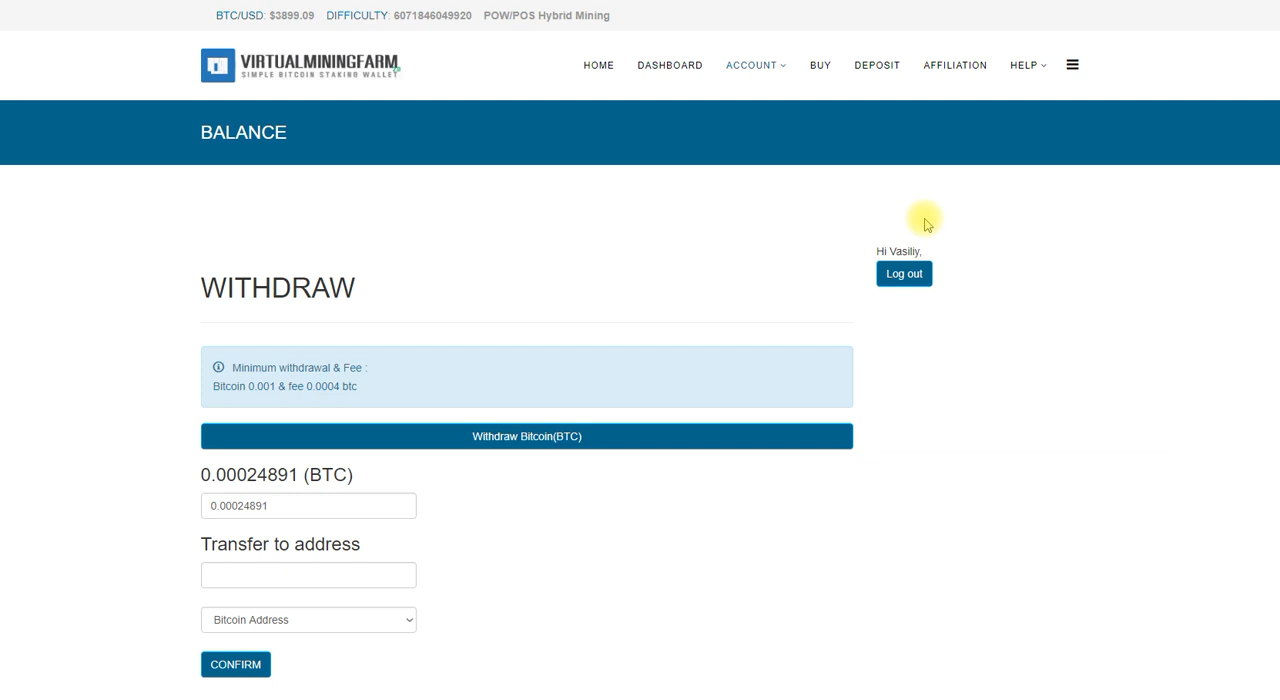 BTC/USD: $3899.09 DIFFICULTY: 6071846049920 POW/POS Hybrid Mining
VIRTUALMININGFARM
SIMPLE BITCOIN STAKING WALLET
HOME DASHBOARD ACCOUNT BUY DEPOSIT AFFILIATION HELP
BALANCE
Hi Vasiliy,
Log out
WITHDRAW
Minimum withdrawal & Fee :
Bitcoin 0.001 & fee 0.0004 btc
Withdraw Bitcoin(BTC)
0.00024891 (BTC)
0.00024891
Transfer to address
Bitcoin Address
CONFIRM